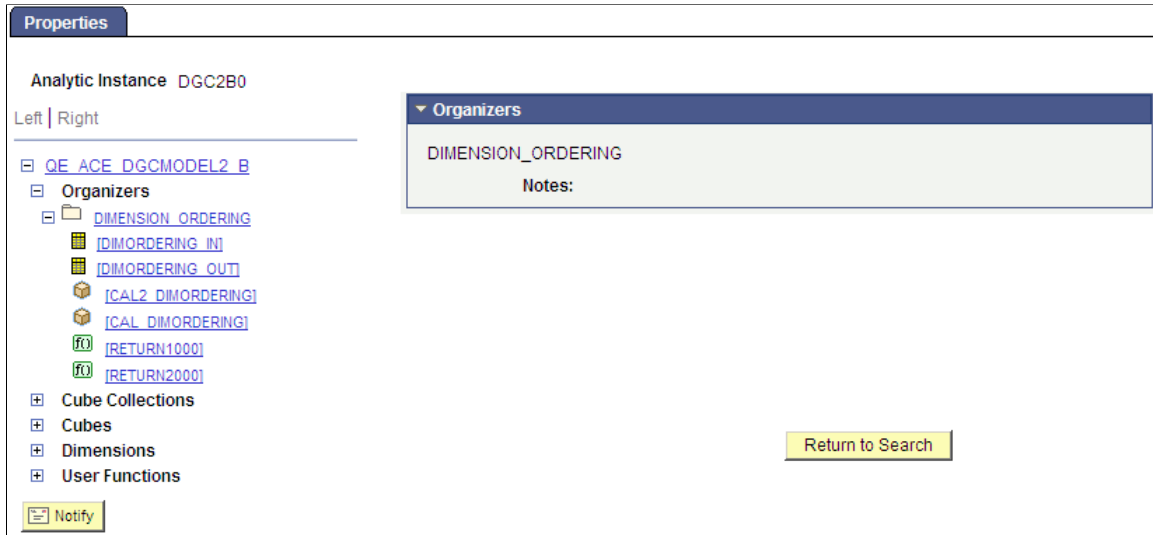 Properties
Analytic Instance DGC2B0
Left | Right
QE_ACE_DGCMODEL2_B
Organizers
DIMENSION_ORDERING
[DIMORDERING_IN]
[DIMORDERING_OUT]
[CAL2_DIMORDERING]
[CAL_DIMORDERING]
f() [RETURN1000]
f() [RETURN2000]
Cube Collections
Cubes
Dimensions
User Functions
Notify
Organizers
DIMENSION_ORDERING
Notes:
Return to Search